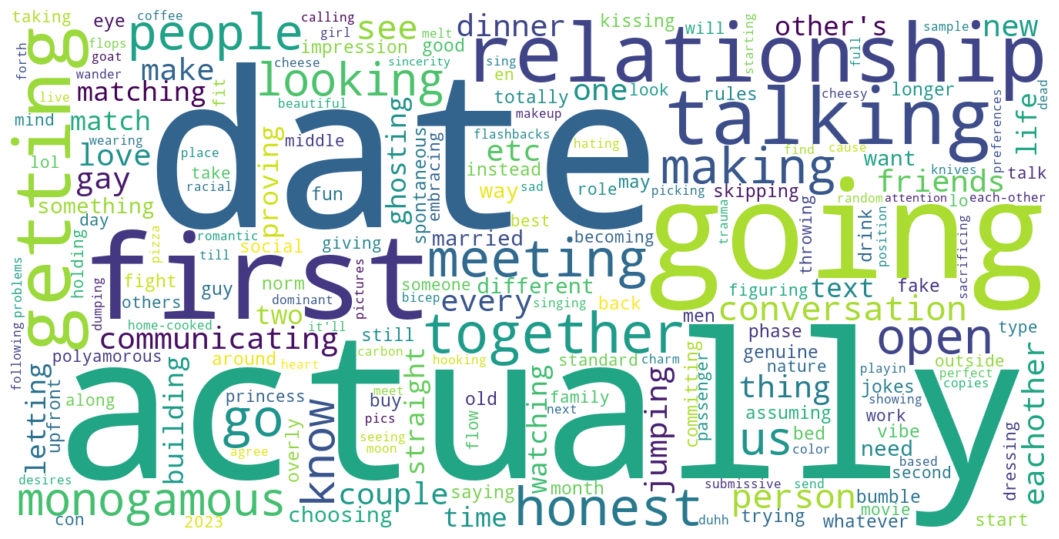 date
actually
going
first
relationship
talking
getting
people
looking
see
dinner
other's
new
kissing
will
sample
starting
full
making
meeting
together
open
honest
monogamous
know
go
us
thing
person
conversation
friends
life
communicating
every
couple
time
text
eachother
jumping
straight
building
letting
love
gay
match
matching
make
something
taking
eye
coffee
calling
girl
melt
cheese
impression
good
sincerity
sing
en
totally
one
look
rules
longer
cheesy
preferences
dead
forth
flops
goat
wander
because
beautiful
makeup
hating
find
cause
want
talk
knives
lo
each-other
attention
random
mind
live
wearing
fit
lol
day
holding
problems
following
place
take
racial
proving
fun
middle
ghosting
flashbacks
spontaneous
embracing
etc
instead
way
sad
role
may
picking
skipping
best
married
becoming
trauma
drink
position
throwing
sacrificing
pizza
romantic
till
social
giving
someone
different
figuring
fake
dumping
others
fight
guy
norm
two
dominant
pictures
bicep
singing
back
men
phase
type
home-cooked
it'll
still
standard
hooking
charm
genuine
nature
outside
perfect
copies
playin
showing
polyamorous
around
heart
carbon
meet
family
watching
committing
passenger
jokes
assuming
work
upfront
along
princess
buy
old
flow
next
bed
vibe
need
color
based
second
dressing
desires
agree
overly
seeing
moon
pics
choosing
saying
month
submissive
send
bumble
movie
con
2023
duhh
trying
whatever
start